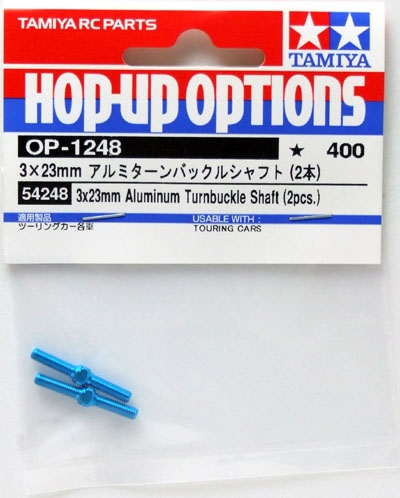 TAMIYA RC PARTS
TAMIYA
HOP-UP OPTIONS
OP-1248
★ 400
3×23mm アルミターンバックルシャフト (2本)
54248 3x23mm Aluminum Turnbuckle Shaft (2pcs.)
適用製品 : USABLE WITH :
ツーリングカー各車 TOURING CARS